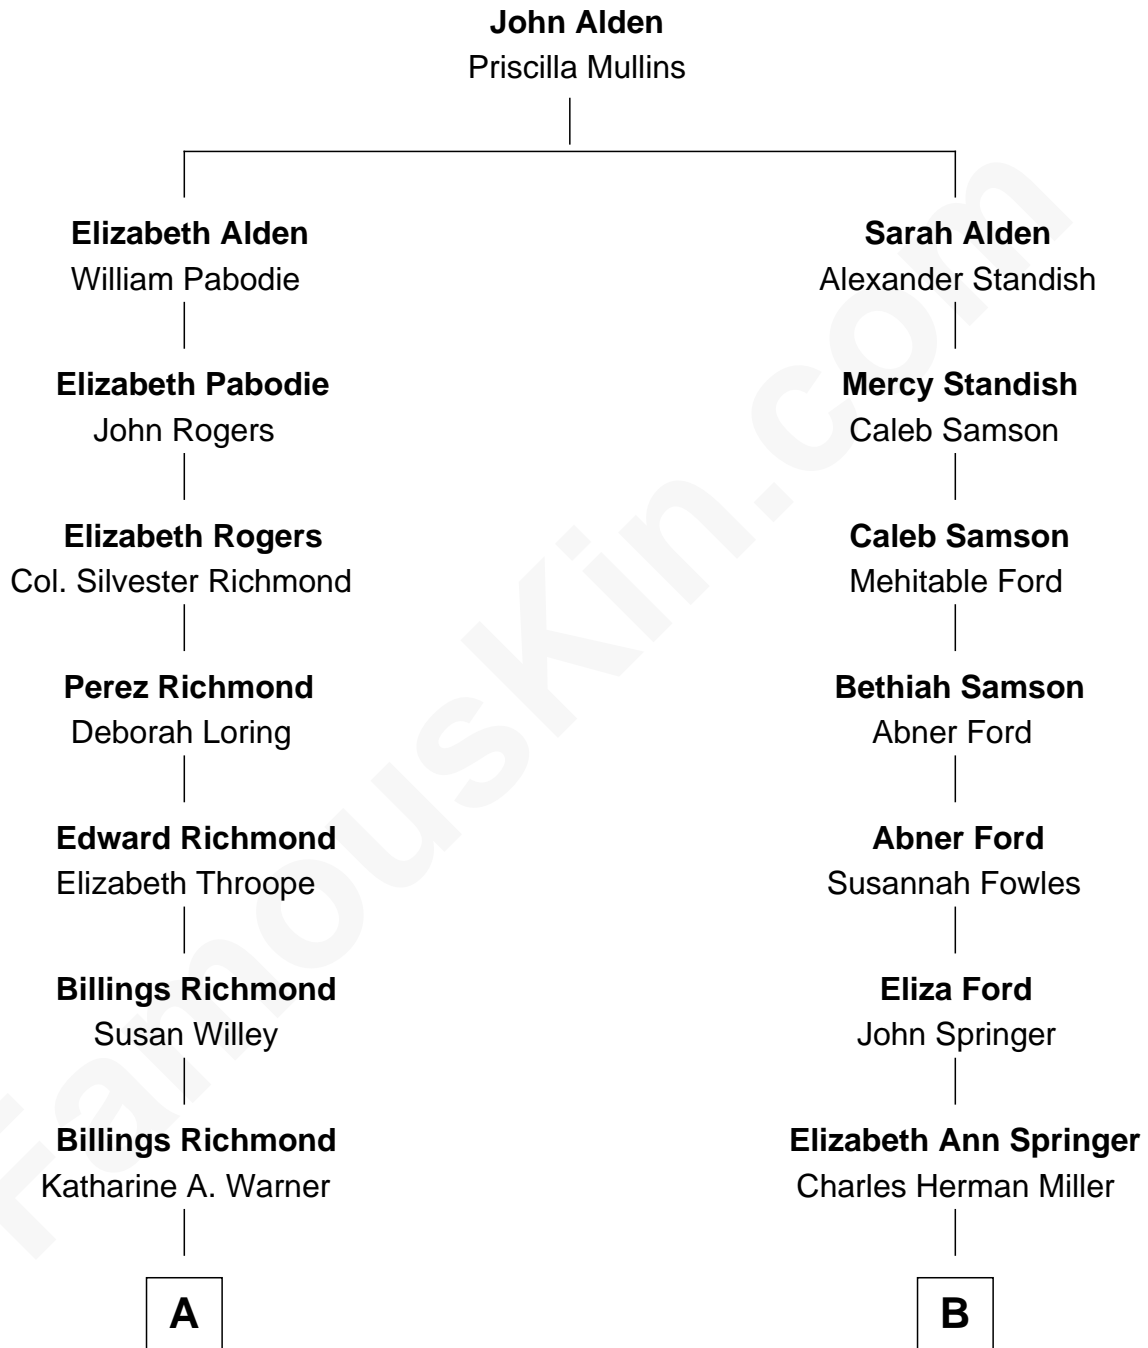 John Alden
Priscilla Mullins
Elizabeth Alden
William Pabodie
Sarah Alden
Alexander Standish
Elizabeth Pabodie
John Rogers
Mercy Standish
Caleb Samson
Elizabeth Rogers
Col. Silvester Richmond
Caleb Samson
Mehitable Ford
Perez Richmond
Deborah Loring
Bethiah Samson
Abner Ford
Edward Richmond
Elizabeth Throope
Abner Ford
Susannah Fowles
Billings Richmond
Susan Willey
Eliza Ford
John Springer
Billings Richmond
Katharine A. Warner
Elizabeth Ann Springer
Charles Herman Miller
A
B
FamousKin.com